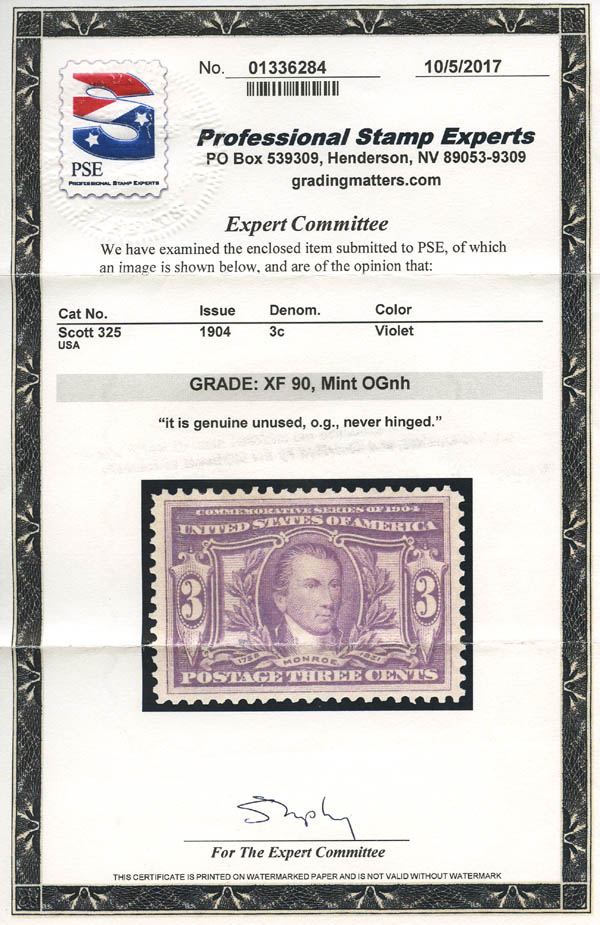 No. 01336284 10/5/2017
PSE
PROFESSIONAL STAMP EXPERTS
Professional Stamp Experts
PO Box 539309, Henderson, NV 89053-9309
gradingmatters.com
Expert Committee
We have examined the enclosed item submitted to PSE, of which
an image is shown below, and are of the opinion that:
Cat No. Issue Denom. Color
Scott 325 1904 3c Violet
USA
GRADE: XF 90, Mint OGnh
“it is genuine unused, o.g., never hinged.”
COMMEMORATIVE SERIES OF 1904
UNITED STATES OF AMERICA
3 3
1758 MONROE 1831
POSTAGE THREE CENTS
For The Expert Committee
THIS CERTIFICATE IS PRINTED ON WATERMARKED PAPER AND IS NOT VALID WITHOUT WATERMARK